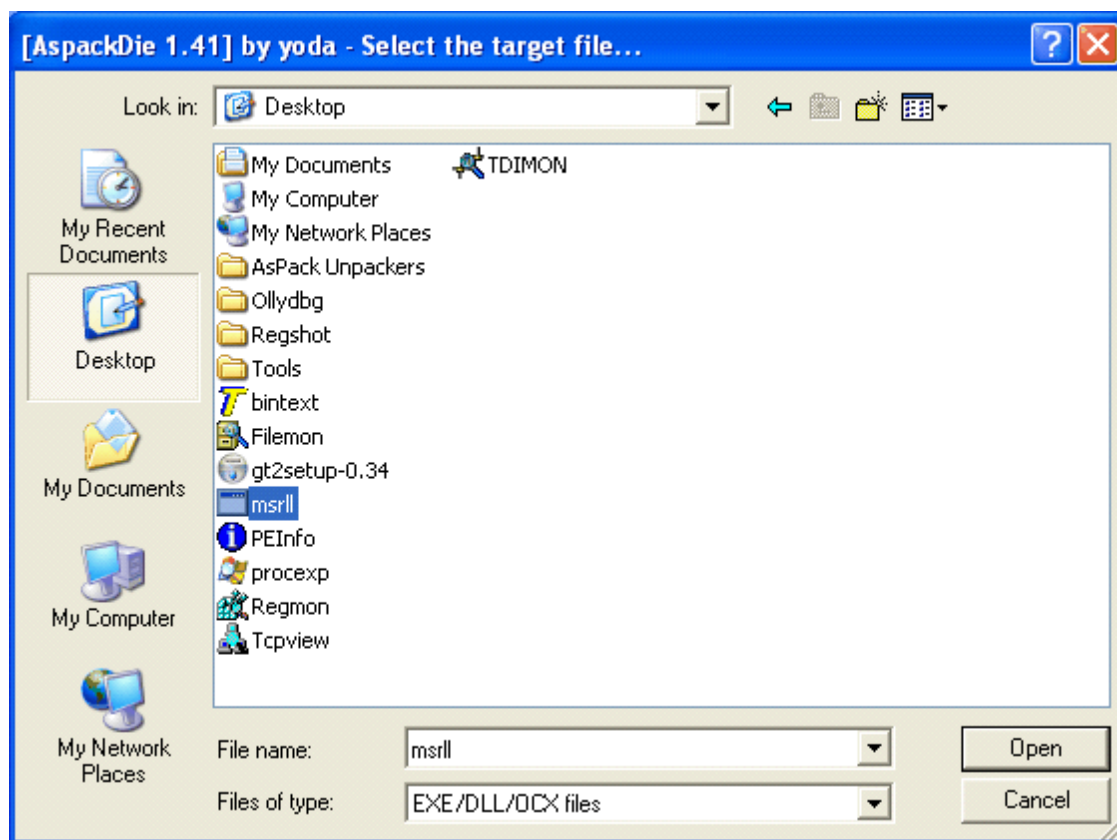 [AspackDie 1.41] by yoda - Select the target file...
Look in: Desktop
My Recent
Documents
Desktop
My Documents
My Computer
My Network
Places
My Documents
My Computer
My Network Places
AsPack Unpackers
Ollydbg
Regshot
Tools
bintext
Filemon
gt2setup-0.34
msrll
PEInfo
procexp
Regmon
Tcpview
TDIMON
File name: msrll Open
Files of type: EXE/DLL/OCX files Cancel